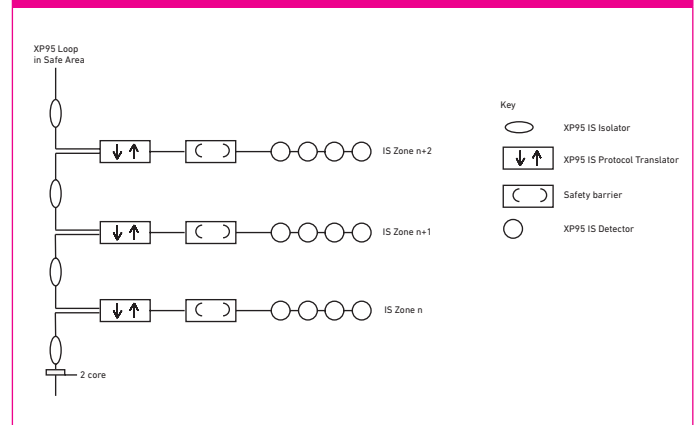 XP95 Loop
in Safe Area
IS Zone n+2
IS Zone n+1
IS Zone n
2 core
Key
XP95 IS Isolator
XP95 IS Protocol Translator
Safety barrier
XP95 IS Detector